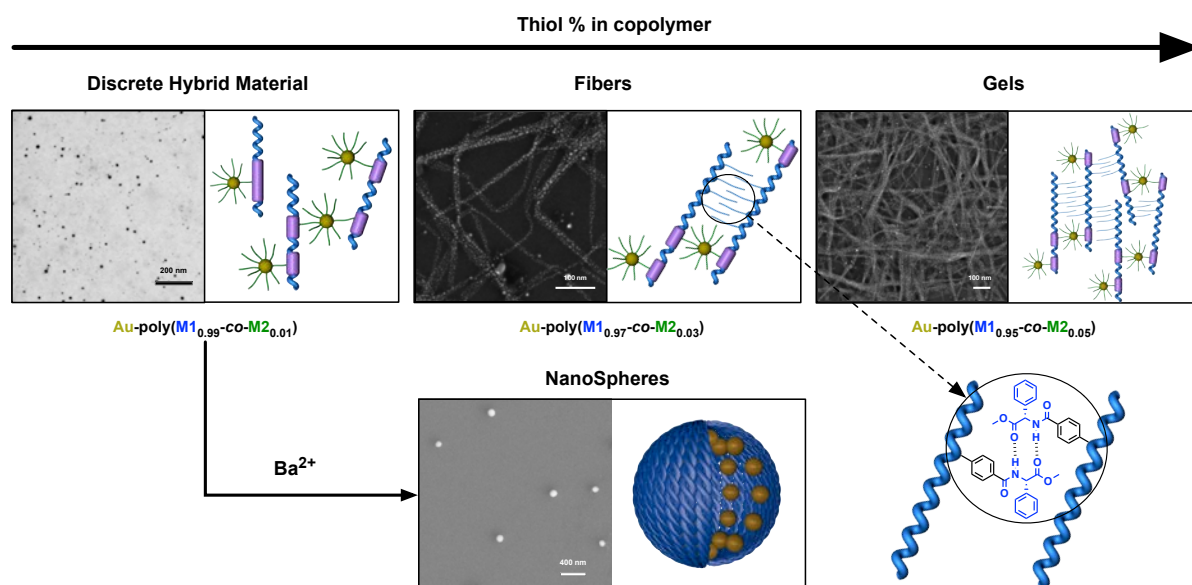 Thiol % in copolymer
Discrete Hybrid Material
Fibers
Gels
200 nm
100 nm
100 nm
Au-poly(M1₀.₉₉-co-M2₀.₀₁)
Au-poly(M1₀.₉₇-co-M2₀.₀₃)
Au-poly(M1₀.₉₅-co-M2₀.₀₅)
NanoSpheres
Ba²⁺
400 nm
O
O
N
O
H
O
H
H
O
N
O
O
O